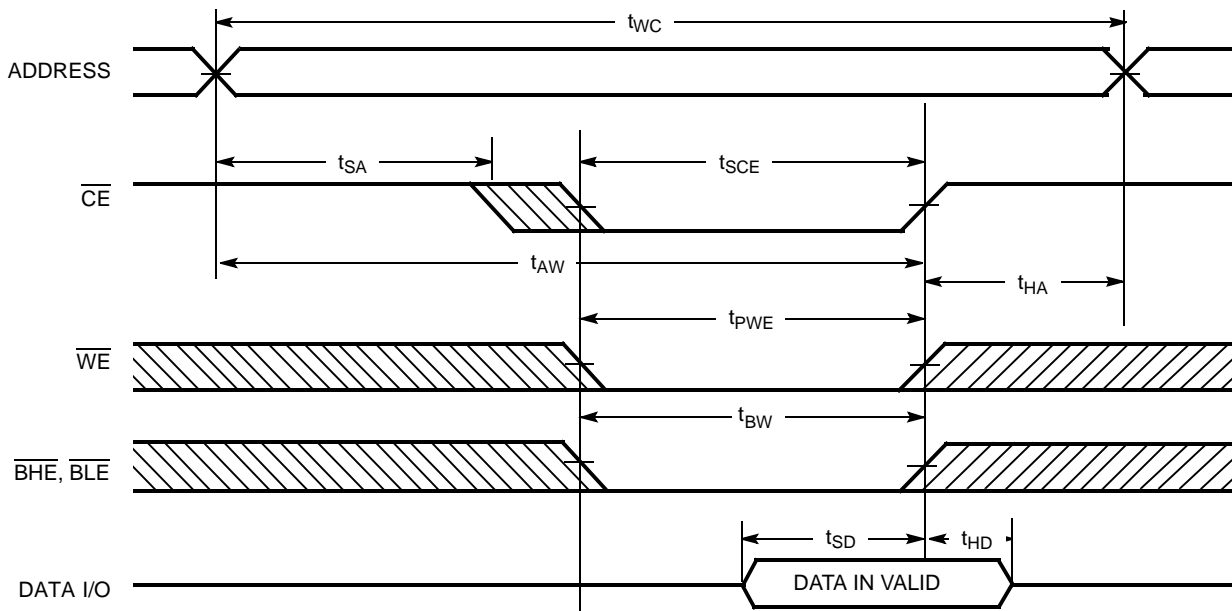 tWC
ADDRESS
tSA
tSCE
CE
tAW
tHA
tPWE
WE
tBW
BHE, BLE
tSD
tHD
DATA I/O
DATA IN VALID